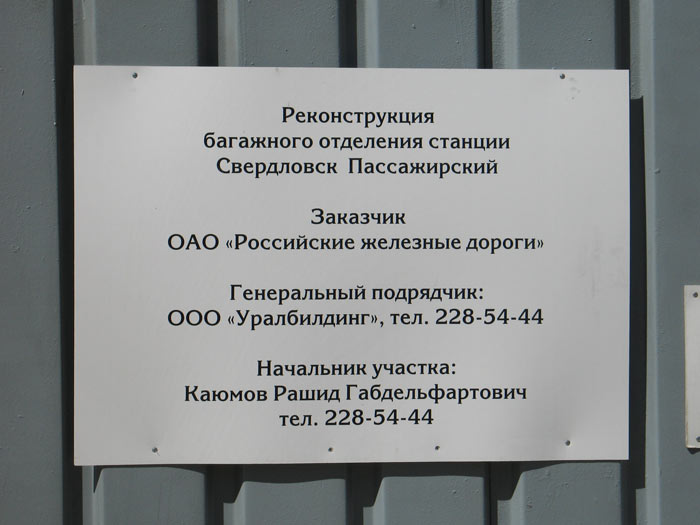 Реконструкция
багажного отделения станции
Свердловск Пассажирский
Заказчик
ОАО «Российские железные дороги»
Генеральный подрядчик:
ООО «Уралбилдинг», тел. 228-54-44
Начальник участка:
Каюмов Рашид Габдельфартович
тел. 228-54-44